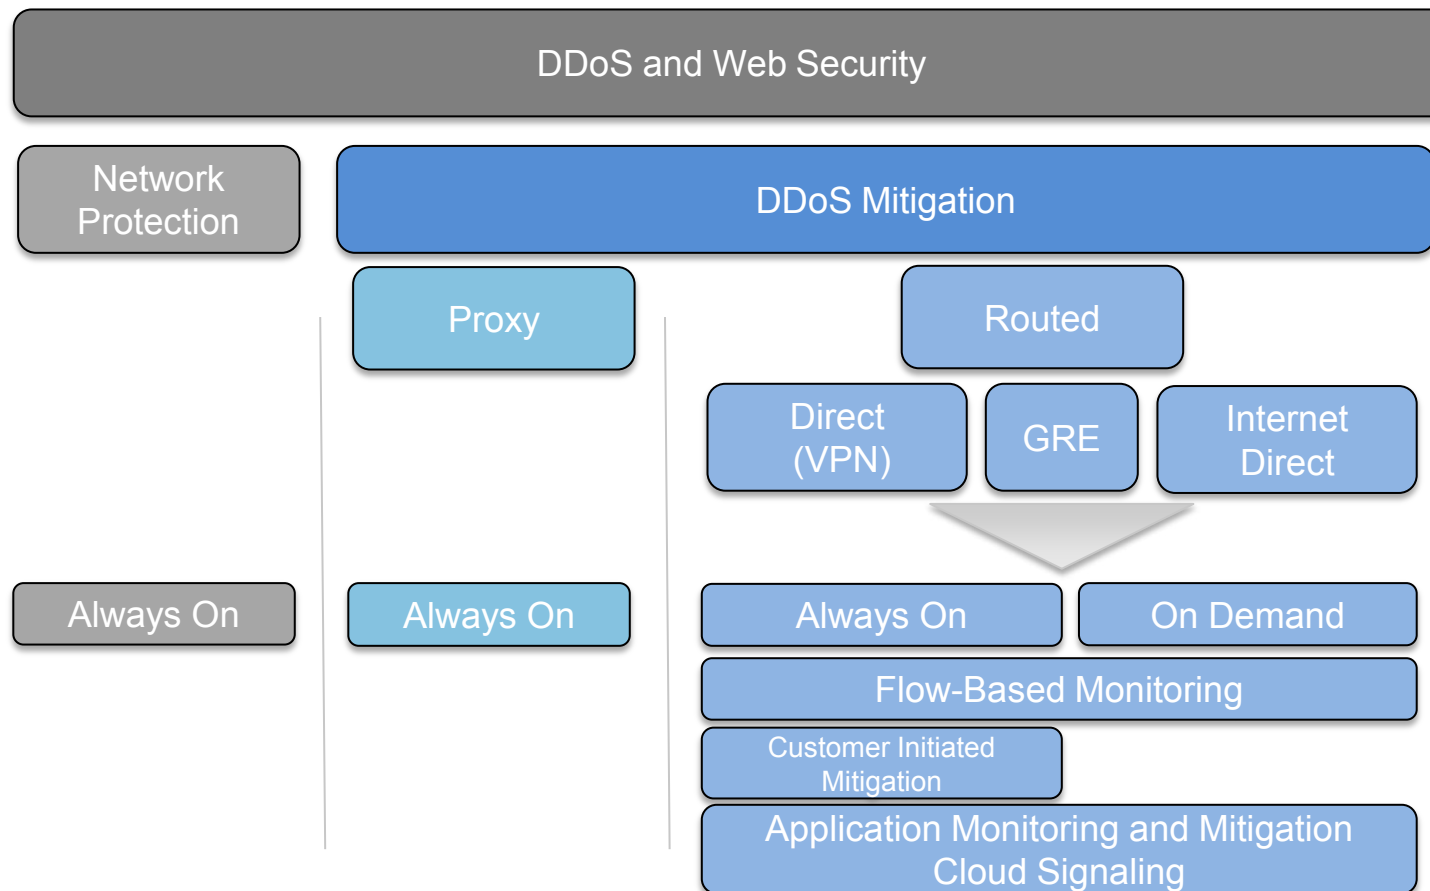 DDoS and Web Security
Network
Protection
DDoS Mitigation
Proxy
Routed
Direct
(VPN)
GRE
Internet
Direct
Always On
Always On
Always On
On Demand
Flow-Based Monitoring
Customer Initiated
Mitigation
Application Monitoring and Mitigation
Cloud Signaling